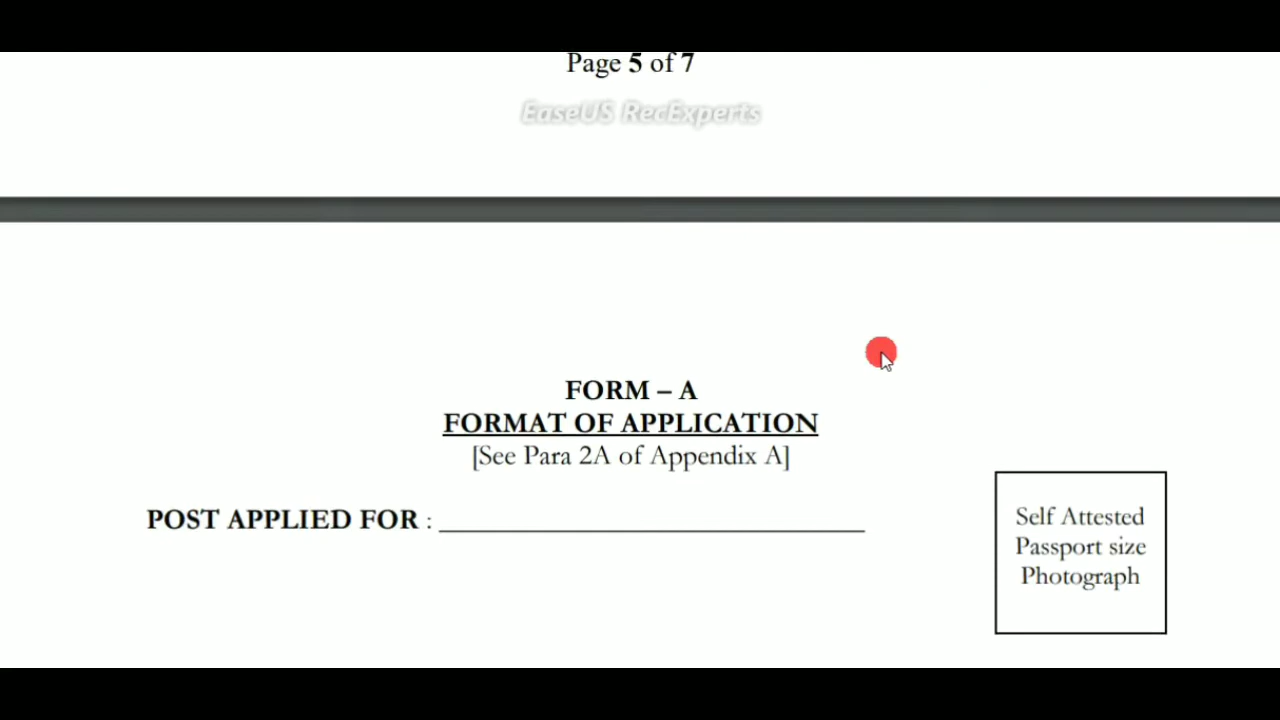 Page 5 of 7
EaseUS RecExperts
FORM – A
FORMAT OF APPLICATION
[See Para 2A of Appendix A]
POST APPLIED FOR : ______________________________
Self Attested
Passport size
Photograph